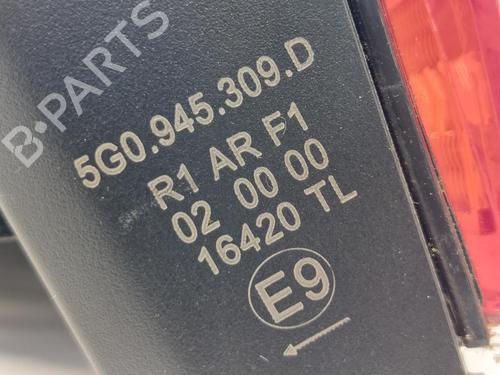 B-PARTS
5G0.945.309.D
R1 AR F1
02 00 00
16420 TL
E9